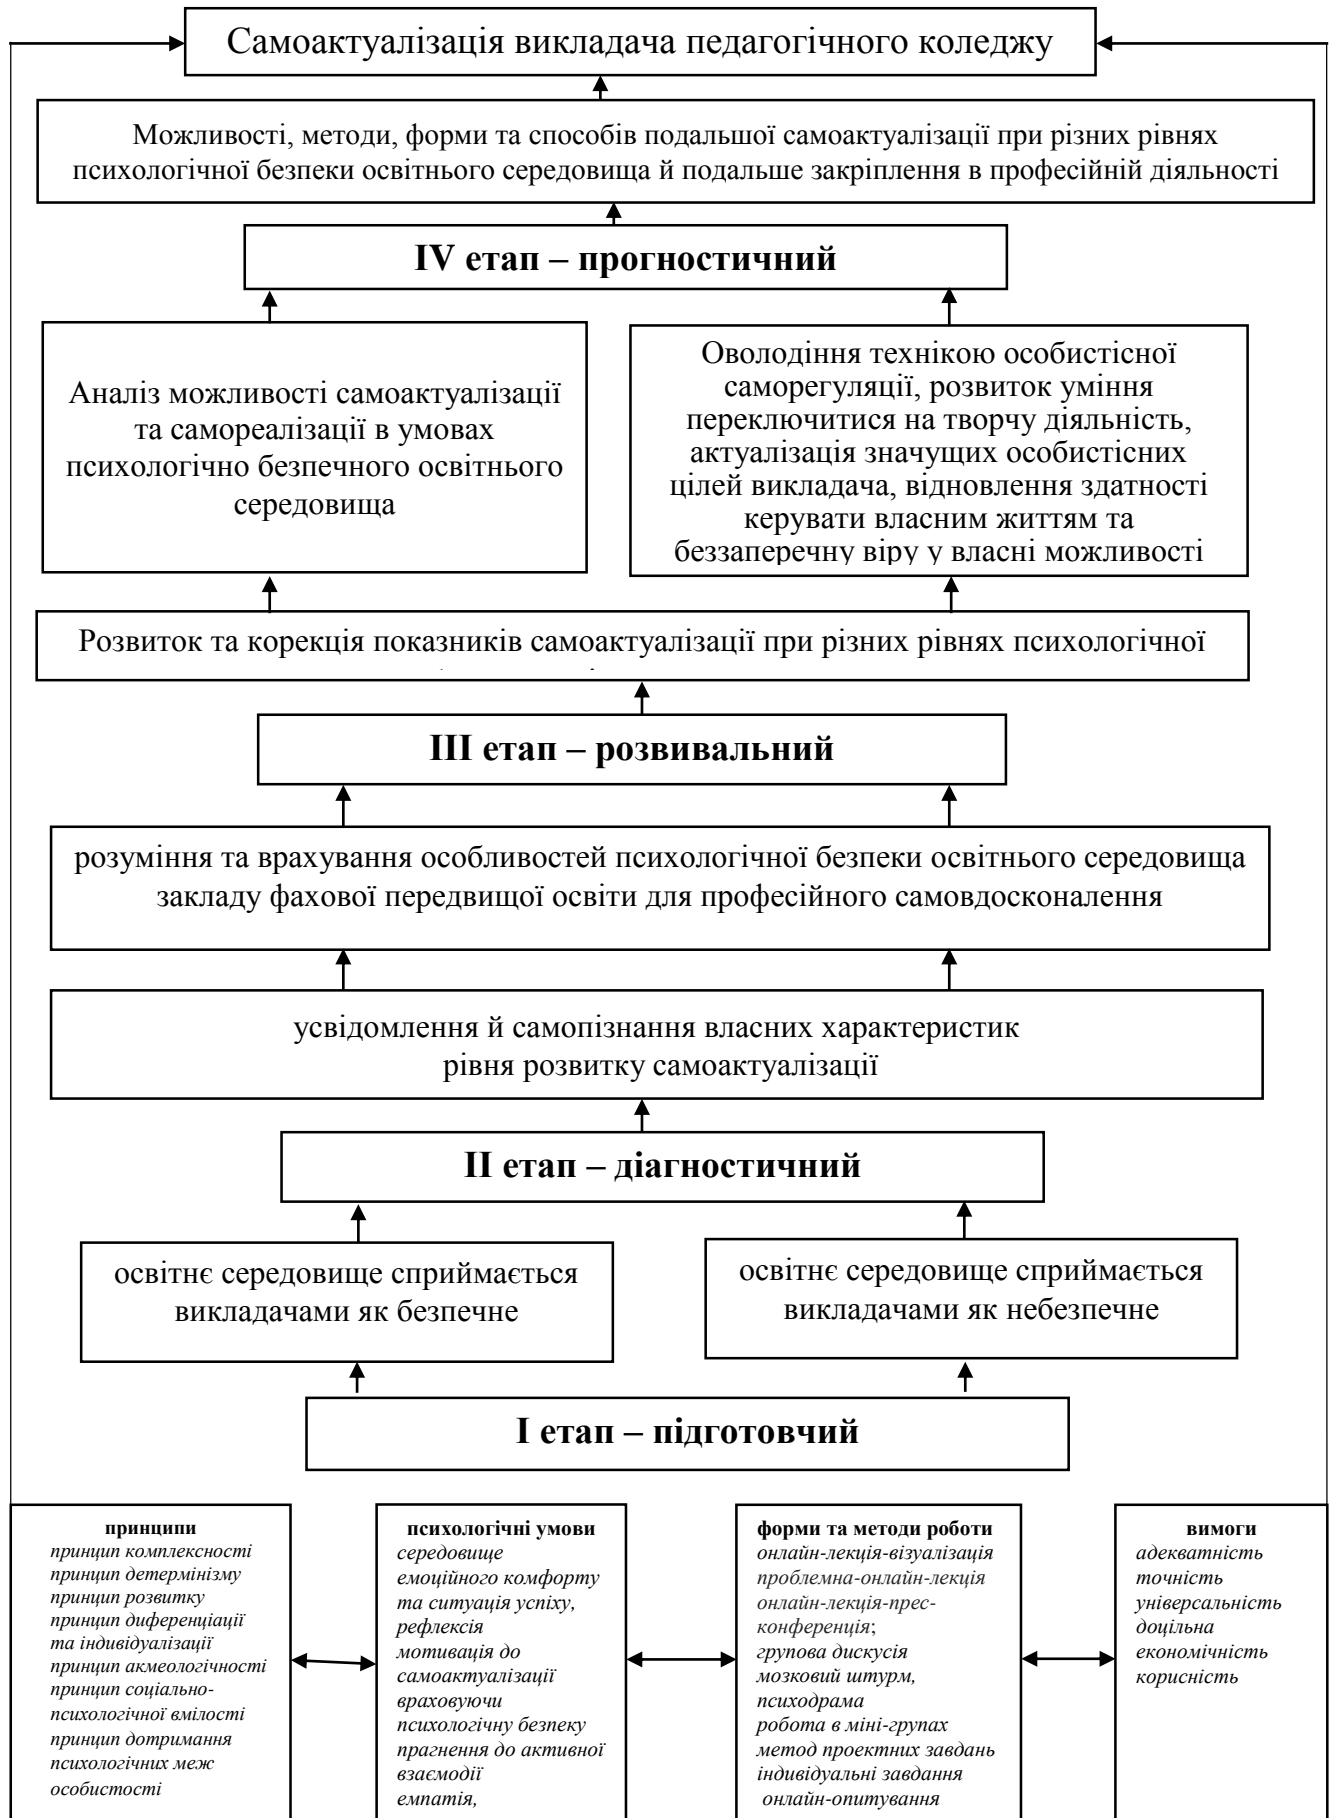 Самоактуалізація викладача педагогічного коледжу
Можливості, методи, форми та способів подальшої самоактуалізації при різних рівнях
психологічної безпеки освітнього середовища й подальше закріплення в професійній діяльності
IV етап – прогностичний
Аналіз можливості самоактуалізації
та самореалізації в умовах
психологічно безпечного освітнього
середовища
Оволодіння технікою особистісної
саморегуляції, розвиток уміння
переключитися на творчу діяльність,
актуалізація значущих особистісних
цілей викладача, відновлення здатності
керувати власним життям та
беззаперечну віру у власні можливості
Розвиток та корекція показників самоактуалізації при різних рівнях психологічної
III етап – розвивальний
розуміння та врахування особливостей психологічної безпеки освітнього середовища
закладу фахової передвищої освіти для професійного самовдосконалення
усвідомлення й самопізнання власних характеристик
рівня розвитку самоактуалізації
II етап – діагностичний
освітнє середовище сприймається
викладачами як безпечне
освітнє середовище сприймається
викладачами як небезпечне
I етап – підготовчий
принципи
принцип комплексності
принцип детермінізму
принцип розвитку
принцип диференціації
та індивідуалізації
принцип акмеологічності
принцип соціально-
психологічної вмілості
принцип дотримання
психологічних меж
особистості
психологічні умови
середовище
емоційного комфорту
та ситуація успіху,
рефлексія
мотивація до
самоактуалізації
враховуючи
психологічну безпеку
прагнення до активної
взаємодії
емпатія,
форми та методи роботи
онлайн-лекція-візуалізація
проблемна-онлайн-лекція
онлайн-лекція-прес-
конференція;
групова дискусія
мозковий штурм,
психодрама
робота в міні-групах
метод проектних завдань
індивідуальні завдання
онлайн-опитування
вимоги
адекватність
точність
універсальність
доцільна
економічність
корисність